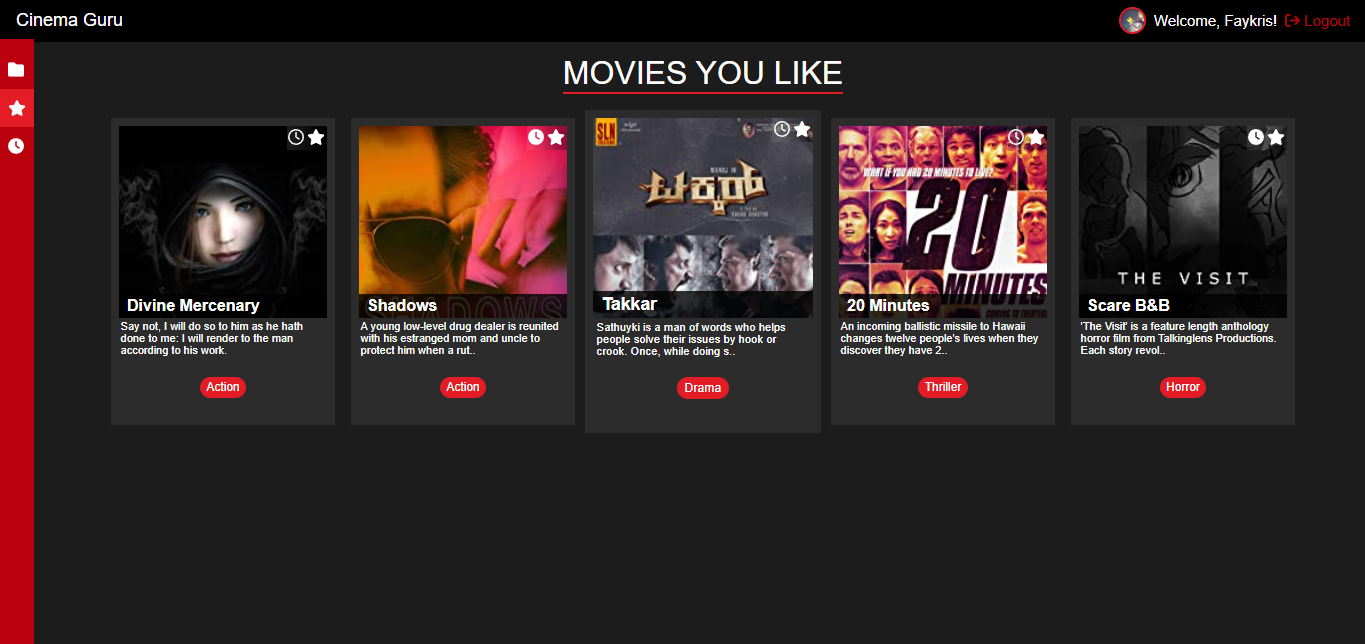 Cinema Guru
Welcome, Faykris!
Logout
MOVIES YOU LIKE
Divine Mercenary
Say not, I will do so to him as he hath
done to me: I will render to the man
according to his work.
Action
SHADOWS
Shadows
A young low-level drug dealer is reunited
with his estranged mom and uncle to
protect him when a rut..
Action
SLN
MANOJ IN
ಟಕ್ಕರ್
Takkar
Sathuyki is a man of words who helps
people solve their issues by hook or
crook. Once, while doing s..
Drama
WHAT IF YOU HAD 20 MINUTES TO LIVE?
20
MINUTES
COMING TO THEATERS
20 Minutes
An incoming ballistic missile to Hawaii
changes twelve people's lives when they
discover they have 2..
Thriller
THE VISIT
Scare B&B
'The Visit' is a feature length anthology
horror film from Talkinglens Productions.
Each story revol..
Horror